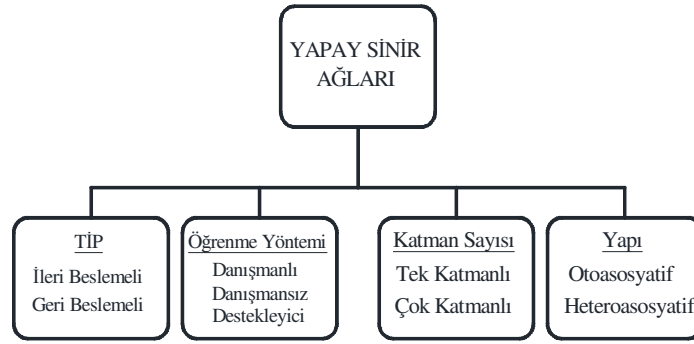 YAPAY SİNİR
AĞLARI
TİP
İleri Beslemeli
Geri Beslemeli
Öğrenme Yöntemi
Danışmanlı
Danışmansız
Destekleyici
Katman Sayısı
Tek Katmanlı
Çok Katmanlı
Yapı
Otoasosyatif
Heteroasosyatif